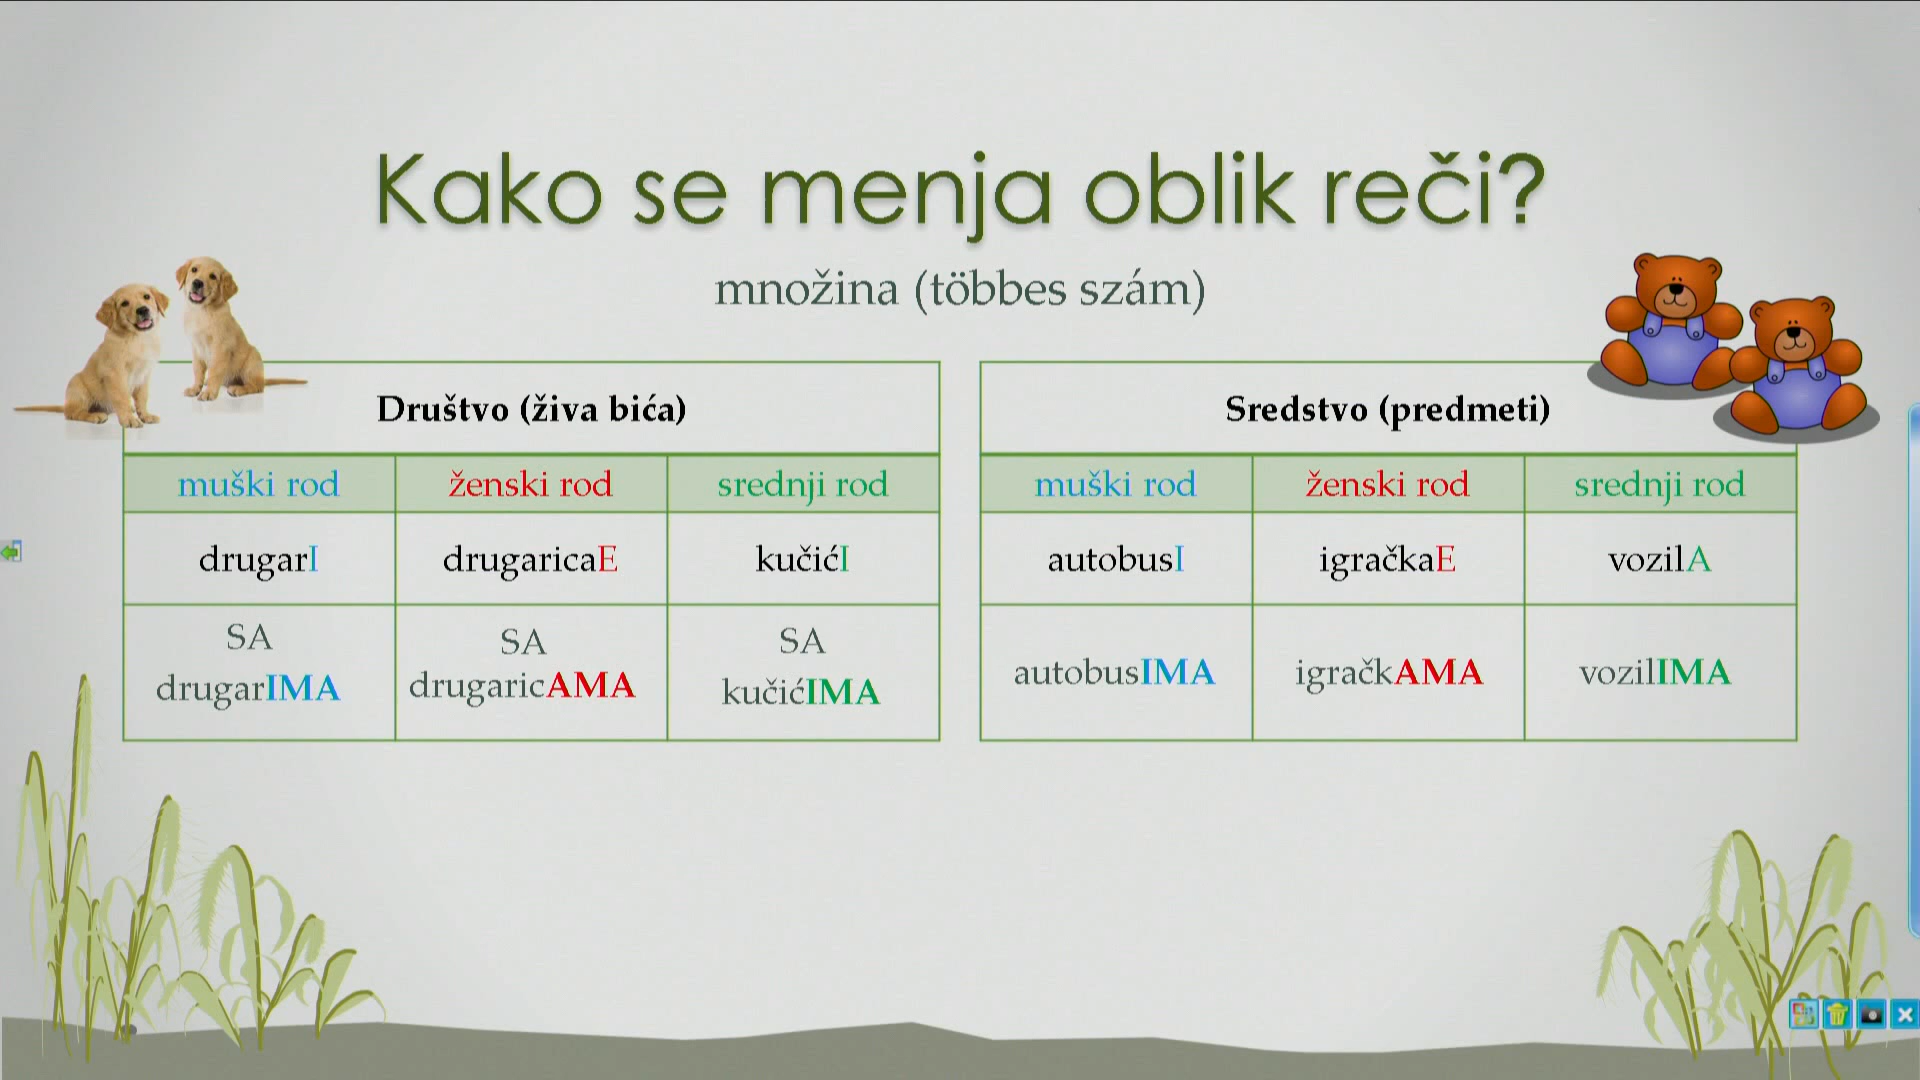 Kako se menja oblik reči?
množina (többes szám)
Društvo (živa bića)
muški rod ženski rod srednji rod
drugarI drugaricaE kučićI
SA SA SA
drugarIMA drugaricAMA kučićIMA
Sredstvo (predmeti)
muški rod ženski rod srednji rod
autobusI igračkaE vozilA
autobusIMA igračkAMA vozilIMA